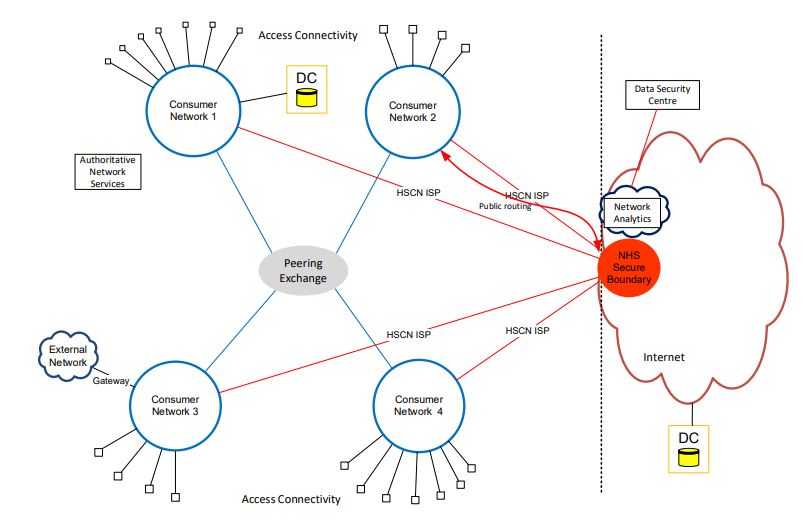 Access Connectivity
DC
Consumer
Network 1
Consumer
Network 2
Data Security
Centre
Authoritative
Network
Services
HSCN ISP
HSCN ISP
Public routing
Network
Analytics
NHS
Secure
Boundary
Peering
Exchange
HSCN ISP
HSCN ISP
External
Network
Gateway
Internet
Consumer
Network 3
Consumer
Network 4
DC
Access Connectivity